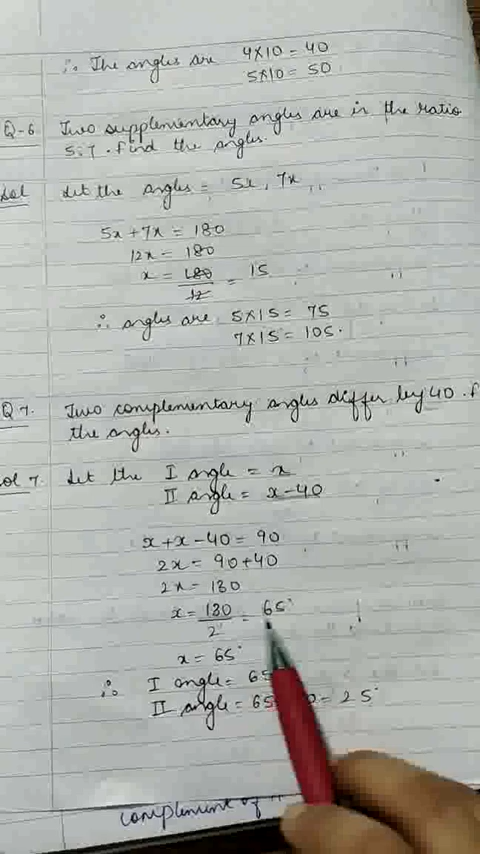 ∴ The angles are 4×10 = 40
5×10 = 50
Q-6 Two supplementary angles are in the ratio
5:7. find the angles.
Sol Let the angles = 5x, 7x
5x + 7x = 180
12x = 180
x = 180/12 = 15
∴ angles are 5×15 = 75
7×15 = 105.
Q 7. Two complementary angles differ by 40. f
the angles.
ol 7. Let the I angle = x
II angle = x-40
x + x - 40 = 90
2x = 90+40
2x = 130
x = 130/2 = 65°
x = 65°
∴ I angle = 65
II angle = 65 0 = 25°
complement of